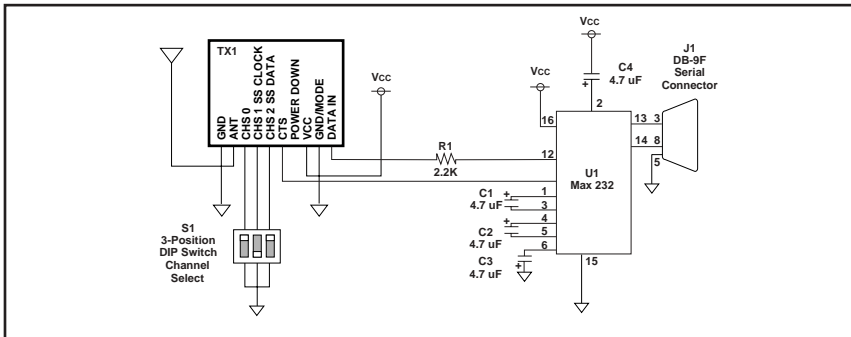 TX1
GND
ANT
CHS 0
CHS 1 SS CLOCK
CHS 2 SS DATA
CTS
POWER DOWN
VCC
GND/MODE
DATA IN
VCC
R1
2.2K
S1
3-Position
DIP Switch
Channel
Select
VCC
VCC
C4
4.7 uF
+
2
16
12
1
3
4
5
6
15
13
14
U1
Max 232
C1
4.7 uF
+
C2
4.7 uF
+
C3
4.7 uF
+
J1
DB-9F
Serial
Connector
3
8
5